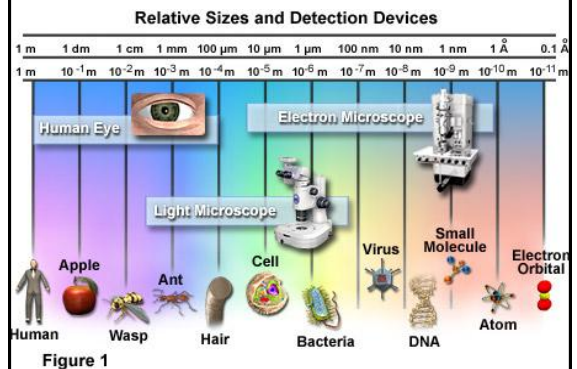 Relative Sizes and Detection Devices
1 m 1 dm 1 cm 1 mm 100 μm 10 μm 1 μm 100 nm 10 nm 1 nm 1 Å 0.1 Å
1 m 10⁻¹ m 10⁻² m 10⁻³ m 10⁻⁴ m 10⁻⁵ m 10⁻⁶ m 10⁻⁷ m 10⁻⁸ m 10⁻⁹ m 10⁻¹⁰ m 10⁻¹¹ m
Human Eye
Electron Microscope
Light Microscope
Human
Apple
Wasp
Ant
Hair
Cell
Bacteria
Virus
DNA
Small
Molecule
Atom
Electron
Orbital
Figure 1